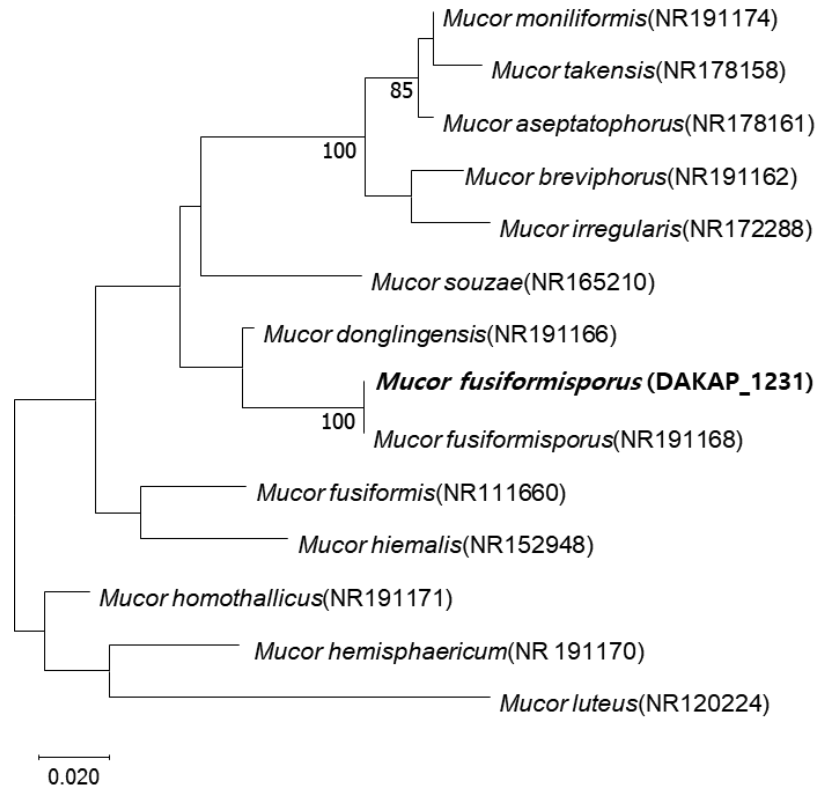 Mucor moniliformis(NR191174)
Mucor takensis(NR178158)
85
Mucor aseptatophorus(NR178161)
100
Mucor breviphorus(NR191162)
Mucor irregularis(NR172288)
Mucor souzae(NR165210)
Mucor donglingensis(NR191166)
Mucor fusiformisporus (DAKAP_1231)
100
Mucor fusiformisporus(NR191168)
Mucor fusiformis(NR111660)
Mucor hiemalis(NR152948)
Mucor homothallicus(NR191171)
Mucor hemisphaericum(NR 191170)
Mucor luteus(NR120224)
0.020